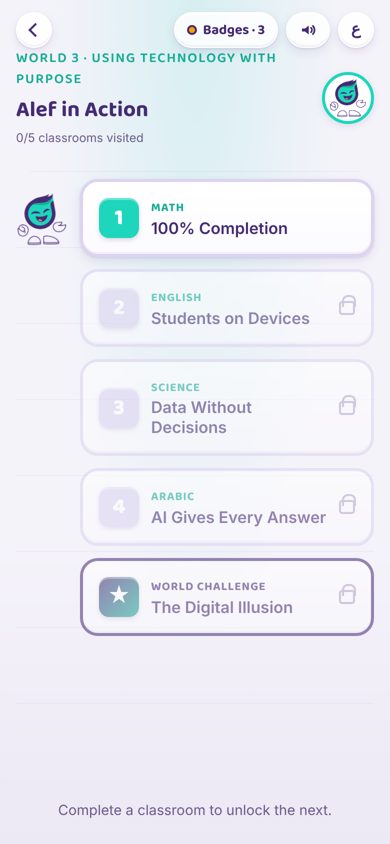 Badges · 3
ع
WORLD 3 · USING TECHNOLOGY WITH
PURPOSE
Alef in Action
0/5 classrooms visited
1
MATH
100% Completion
2
ENGLISH
Students on Devices
3
SCIENCE
Data Without
Decisions
4
ARABIC
AI Gives Every Answer
WORLD CHALLENGE
The Digital Illusion
Complete a classroom to unlock the next.